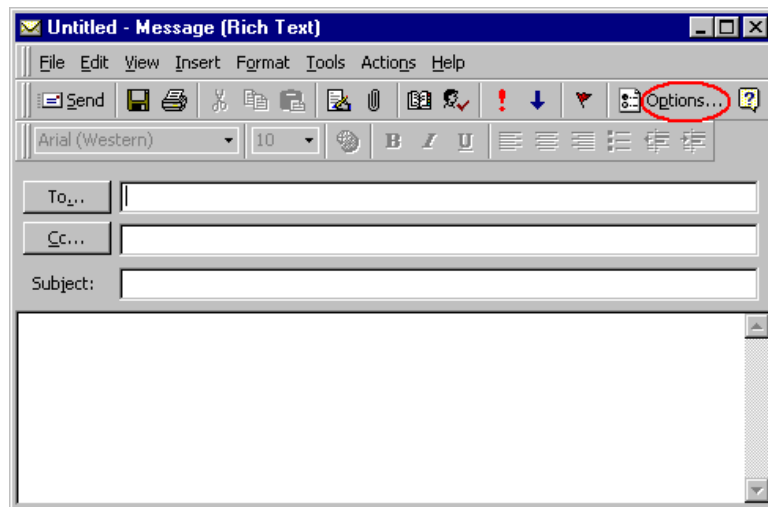 Untitled - Message (Rich Text)
File Edit View Insert Format Tools Actions Help
Send Options...
Arial (Western) 10 B I U
To...
Cc...
Subject: